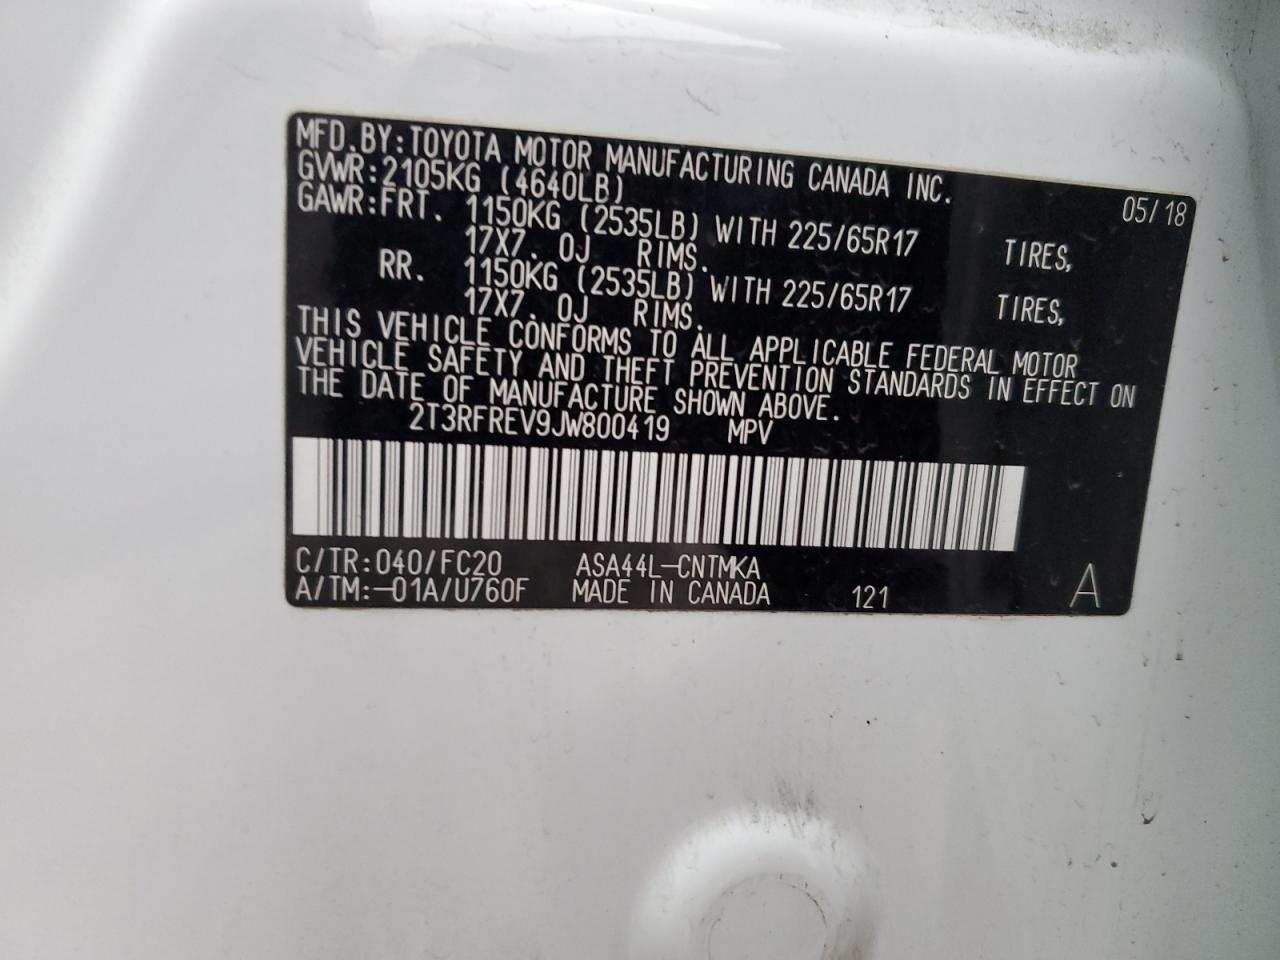 MFD.BY:TOYOTA MOTOR MANUFACTURING CANADA INC.
GVWR:2105KG (4640LB) 05/18
GAWR:FRT. 1150KG (2535LB) WITH 225/65R17 TIRES,
17X7.0J RIMS.
RR. 1150KG (2535LB) WITH 225/65R17 TIRES,
17X7.0J RIMS.
THIS VEHICLE CONFORMS TO ALL APPLICABLE FEDERAL MOTOR
VEHICLE SAFETY AND THEFT PREVENTION STANDARDS IN EFFECT ON
THE DATE OF MANUFACTURE SHOWN ABOVE.
2T3RFREV9JW800419 MPV
C/TR:040/FC20 ASA44L-CNTMKA
A/TM:-01A/U760F MADE IN CANADA 121 A